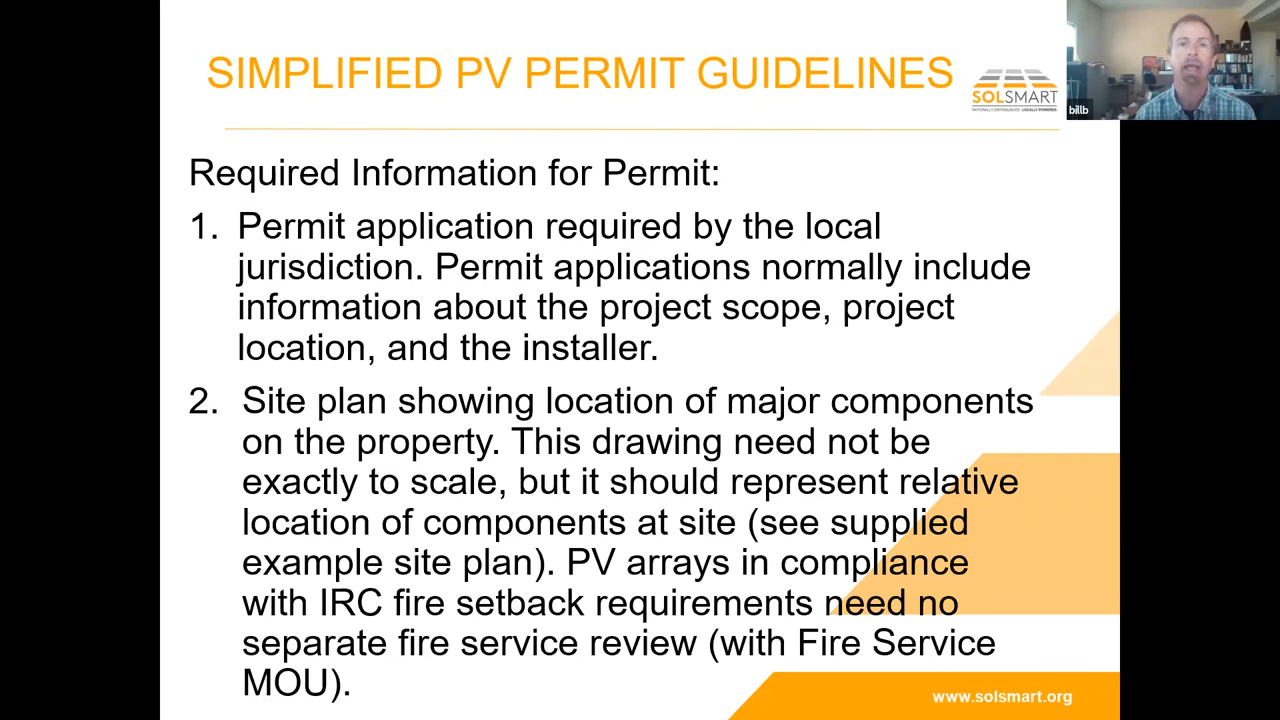 SIMPLIFIED PV PERMIT GUIDELINES
SOLSMART
NATIONALLY DISTINGUISHED. LOCALLY POWERED.
billb
Required Information for Permit:
1. Permit application required by the local
jurisdiction. Permit applications normally include
information about the project scope, project
location, and the installer.
2. Site plan showing location of major components
on the property. This drawing need not be
exactly to scale, but it should represent relative
location of components at site (see supplied
example site plan). PV arrays in compliance
with IRC fire setback requirements need no
separate fire service review (with Fire Service
MOU).
www.solsmart.org